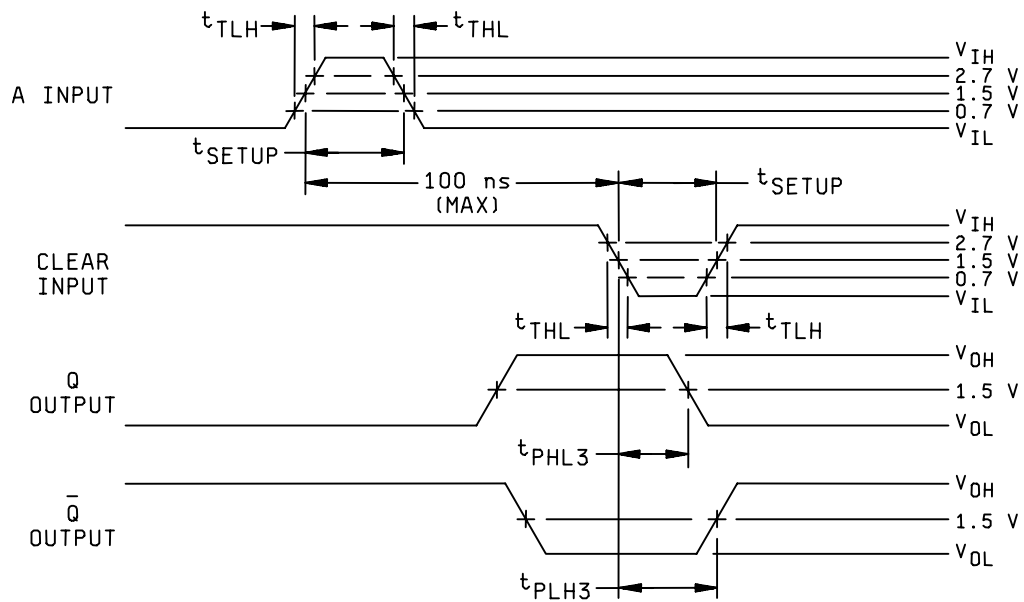 tTLH
tTHL
A INPUT
VIH
2.7 V
1.5 V
0.7 V
VIL
tSETUP
100 ns
(MAX)
tSETUP
CLEAR
INPUT
VIH
2.7 V
1.5 V
0.7 V
VIL
tTHL
tTLH
Q
OUTPUT
VOH
1.5 V
VOL
tPHL3
Q̅
OUTPUT
VOH
1.5 V
VOL
tPLH3